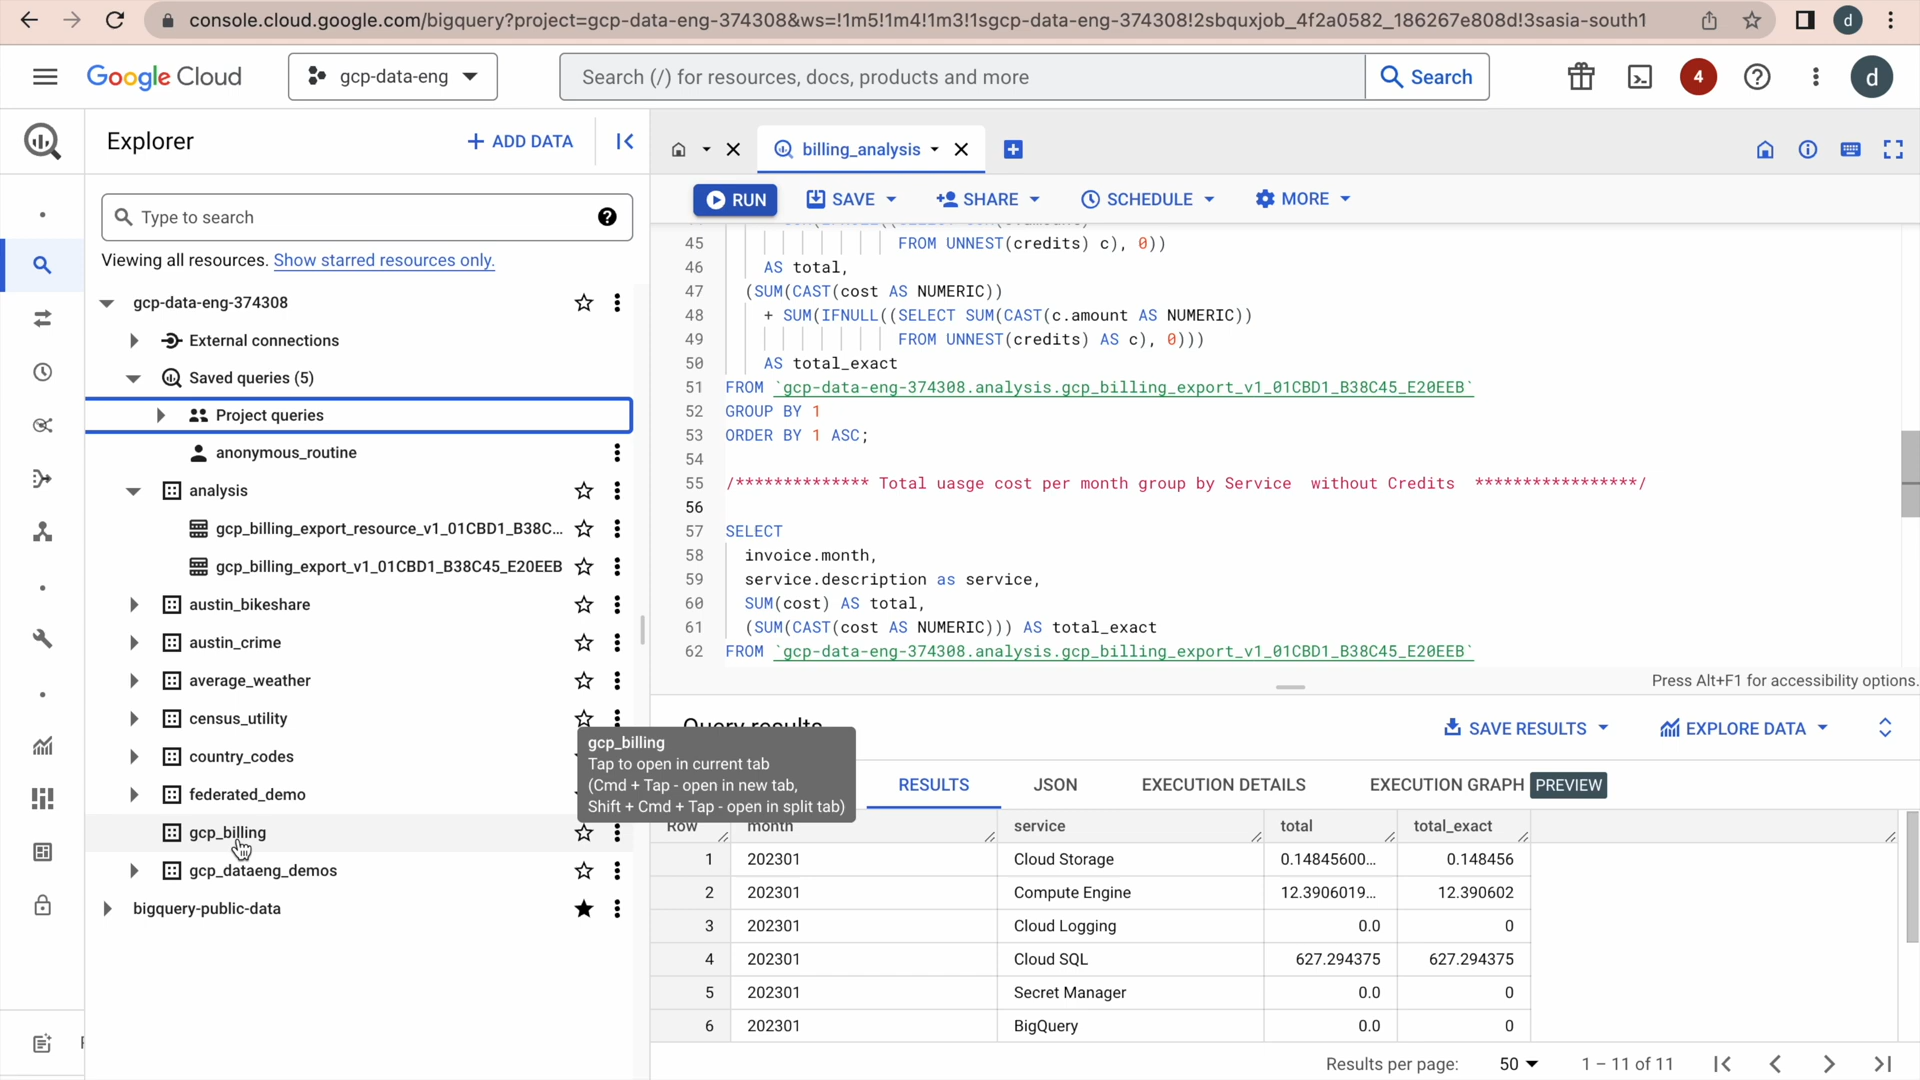 console.cloud.google.com/bigquery?project=gcp-data-eng-374308&ws=!1m5!1m4!1m3!1sgcp-data-eng-374308!2sbquxjob_4f2a0582_186267e808d!3sasia-south1
d
Google Cloud
gcp-data-eng
Search (/) for resources, docs, products and more
Search
4
d
Explorer
+ ADD DATA
Type to search
Viewing all resources. Show starred resources only.
gcp-data-eng-374308
External connections
Saved queries (5)
Project queries
anonymous_routine
analysis
gcp_billing_export_resource_v1_01CBD1_B38C...
gcp_billing_export_v1_01CBD1_B38C45_E20EEB
austin_bikeshare
austin_crime
average_weather
census_utility
country_codes
federated_demo
gcp_billing
gcp_dataeng_demos
bigquery-public-data
gcp_billing
Tap to open in current tab
(Cmd + Tap - open in new tab,
Shift + Cmd + Tap - open in split tab)
billing_analysis
RUN
SAVE
SHARE
SCHEDULE
MORE
45 FROM UNNEST(credits) c), 0))
46 AS total,
47 (SUM(CAST(cost AS NUMERIC))
48 + SUM(IFNULL((SELECT SUM(CAST(c.amount AS NUMERIC))
49 FROM UNNEST(credits) AS c), 0)))
50 AS total_exact
51 FROM `gcp-data-eng-374308.analysis.gcp_billing_export_v1_01CBD1_B38C45_E20EEB`
52 GROUP BY 1
53 ORDER BY 1 ASC;
54
55 /************** Total uasge cost per month group by Service  without Credits  *****************/
56
57 SELECT
58 invoice.month,
59 service.description as service,
60 SUM(cost) AS total,
61 (SUM(CAST(cost AS NUMERIC))) AS total_exact
62 FROM `gcp-data-eng-374308.analysis.gcp_billing_export_v1_01CBD1_B38C45_E20EEB`
Press Alt+F1 for accessibility options.
Query results
SAVE RESULTS
EXPLORE DATA
RESULTS
JSON
EXECUTION DETAILS
EXECUTION GRAPH PREVIEW
Row month service total total_exact
1 202301 Cloud Storage 0.14845600... 0.148456
2 202301 Compute Engine 12.3906019... 12.390602
3 202301 Cloud Logging 0.0 0
4 202301 Cloud SQL 627.294375 627.294375
5 202301 Secret Manager 0.0 0
6 202301 BigQuery 0.0 0
Results per page: 50 1 – 11 of 11